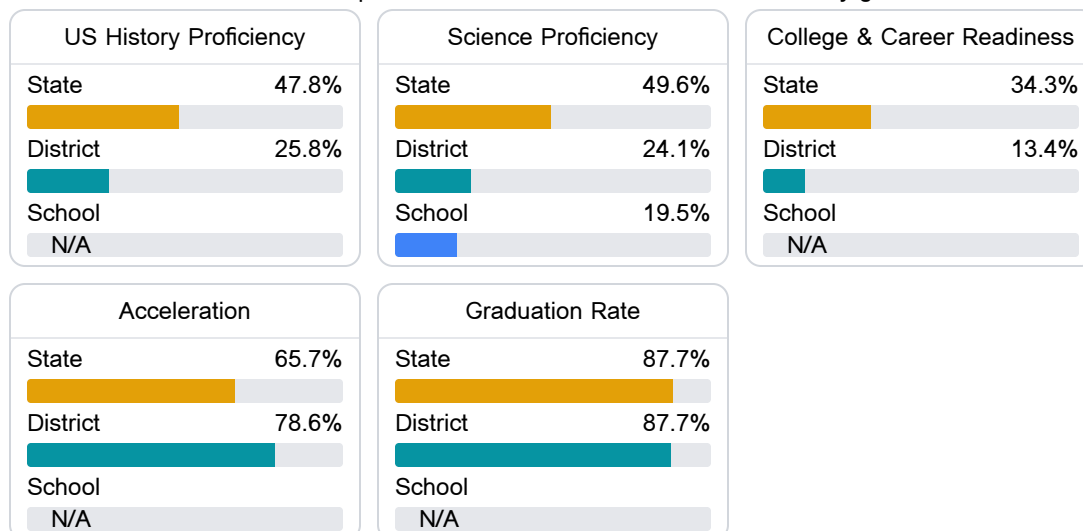 US History Proficiency
State 47.8%
District 25.8%
School
N/A
Science Proficiency
State 49.6%
District 24.1%
School 19.5%
College & Career Readiness
State 34.3%
District 13.4%
School
N/A
Acceleration
State 65.7%
District 78.6%
School
N/A
Graduation Rate
State 87.7%
District 87.7%
School
N/A